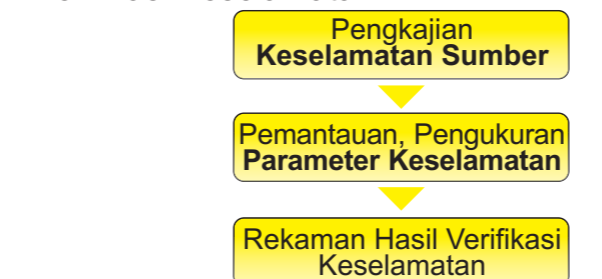 Pengkajian
Keselamatan Sumber
Pemantauan, Pengukuran
Parameter Keselamatan
Rekaman Hasil Verifikasi
Keselamatan